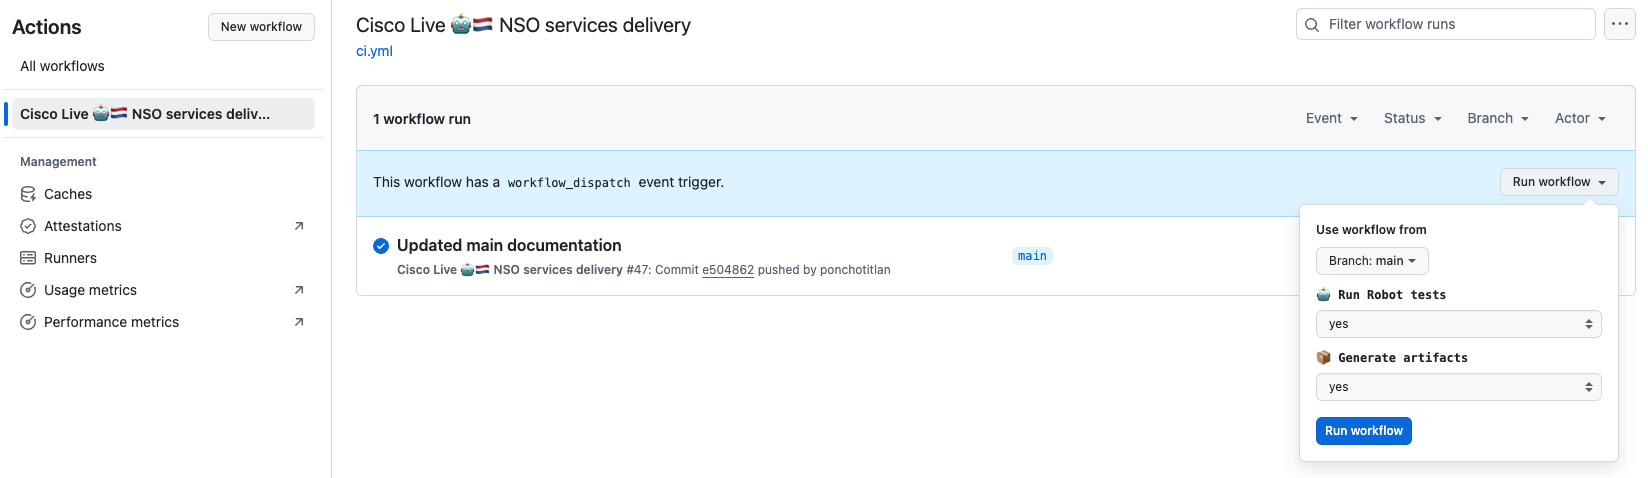 Actions
New workflow
All workflows
Cisco Live 🤖🇳🇱 NSO services deliv...
Management
Caches
Attestations
Runners
Usage metrics
Performance metrics
Cisco Live 🤖🇳🇱 NSO services delivery
ci.yml
Filter workflow runs
1 workflow run
Event
Status
Branch
Actor
This workflow has a workflow_dispatch event trigger.
Run workflow
Updated main documentation
Cisco Live 🤖🇳🇱 NSO services delivery #47: Commit e504862 pushed by ponchotitlan
main
Use workflow from
Branch: main
🤖 Run Robot tests
yes
📦 Generate artifacts
yes
Run workflow